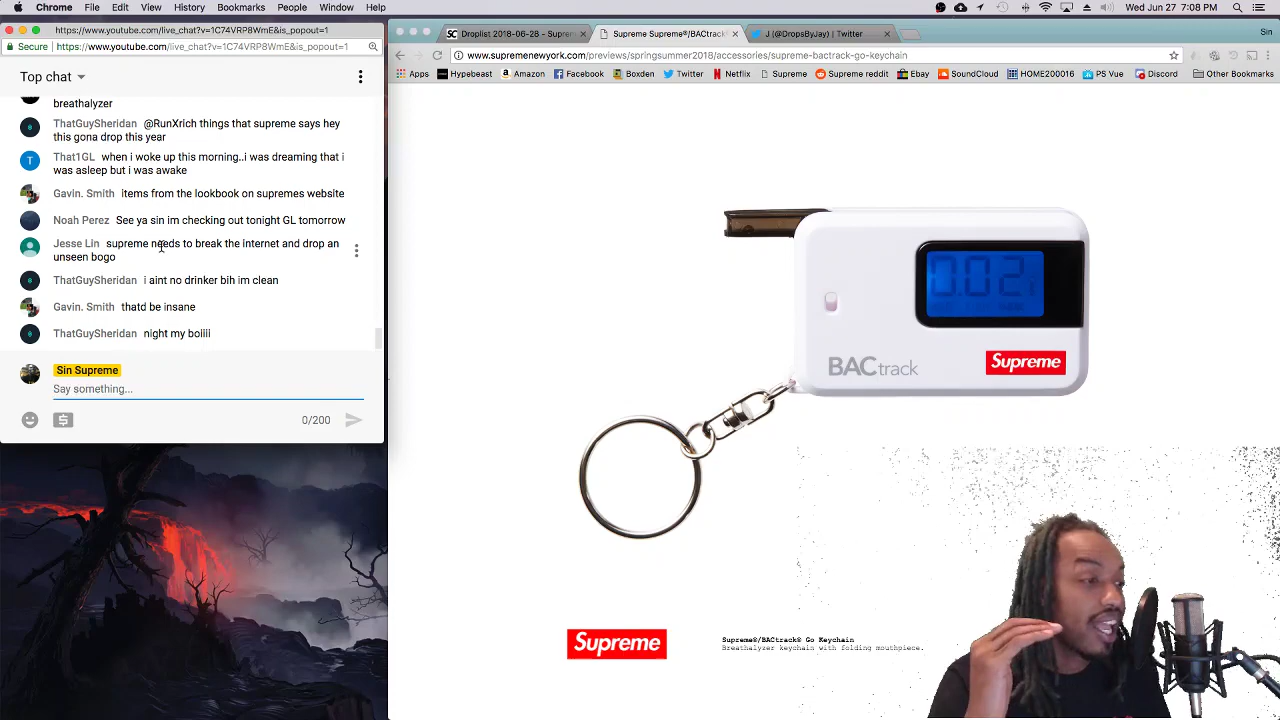 Chrome File Edit View History Bookmarks People Window Help
Wed Jun 27 7:08 PM
https://www.youtube.com/live_chat?v=1C74VRP8WmE&is_popout=1
Secure https://www.youtube.com/live_chat?v=1C74VRP8WmE&is_popout=1
Top chat
breathalyzer
ThatGuySheridan @RunXrich things that supreme says hey
this gona drop this year
T That1GL when i woke up this morning..i was dreaming that i
was asleep but i was awake
Gavin. Smith items from the lookbook on supremes website
Noah Perez See ya sin im checking out tonight GL tomorrow
Jesse Lin supreme needs to break the internet and drop an
unseen bogo
ThatGuySheridan i aint no drinker bih im clean
Gavin. Smith thatd be insane
ThatGuySheridan night my boiiii
Sin Supreme
Say something...
0/200
Droplist 2018-06-28 - Suprem
Supreme Supreme®/BACtrack®
J (@DropsByJay) | Twitter
Sin
www.supremenewyork.com/previews/springsummer2018/accessories/supreme-bactrack-go-keychain
Apps Hypebeast Amazon Facebook Boxden Twitter Netflix Supreme Supreme reddit Ebay SoundCloud HOME200016 PS Vue Discord Other Bookmarks
0.02
BACtrack
Supreme
Supreme
Supreme®/BACtrack® Go Keychain
Breathalyzer keychain with folding mouthpiece.